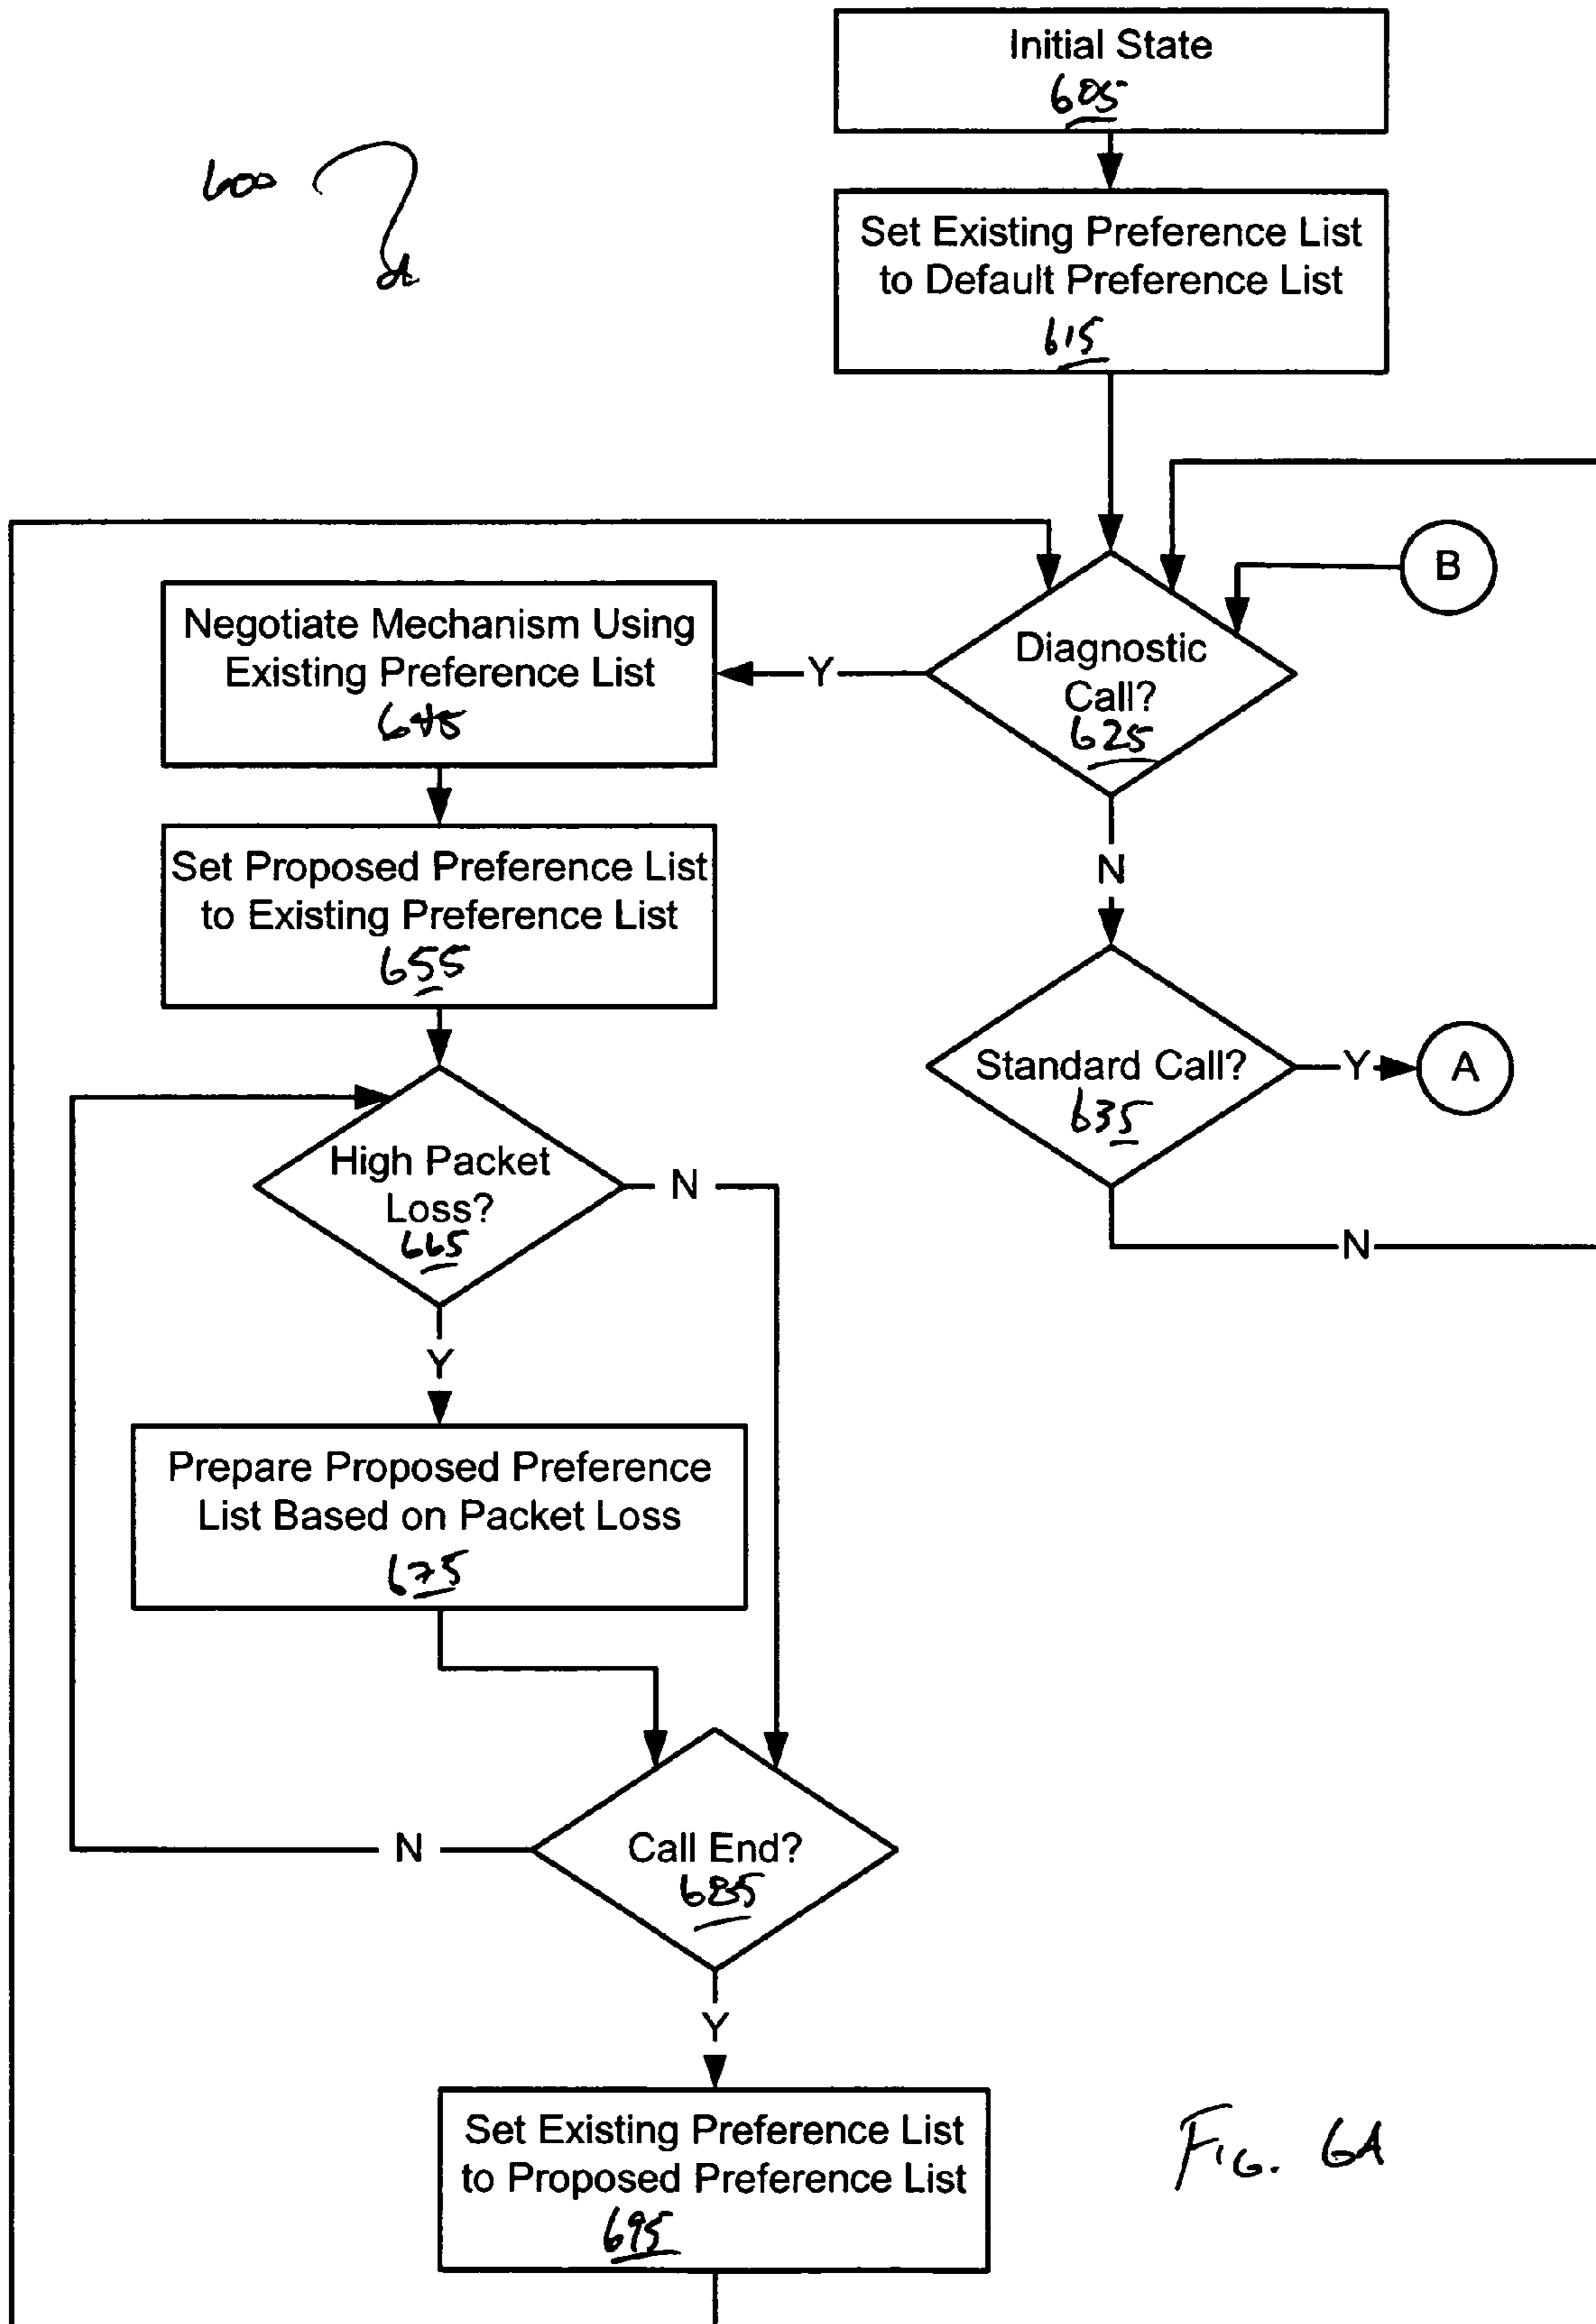 Initial State
605
600
Set Existing Preference List
to Default Preference List
615
B
Negotiate Mechanism Using
Existing Preference List
645
Y
Diagnostic
Call?
625
N
Set Proposed Preference List
to Existing Preference List
655
Standard Call?
635
Y
A
High Packet
Loss?
665
N
N
Y
Prepare Proposed Preference
List Based on Packet Loss
675
Call End?
685
N
Y
Set Existing Preference List
to Proposed Preference List
695
FIG. 6A